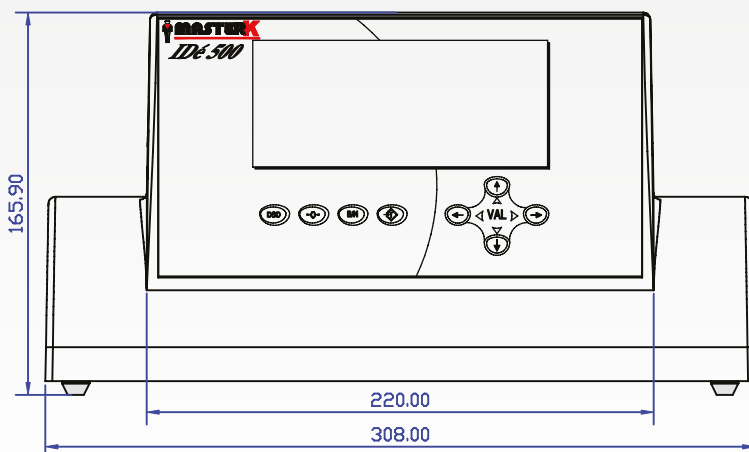 MASTERK
IDé 500
165.90
DSD
-0-
B/N
VAL
220.00
308.00